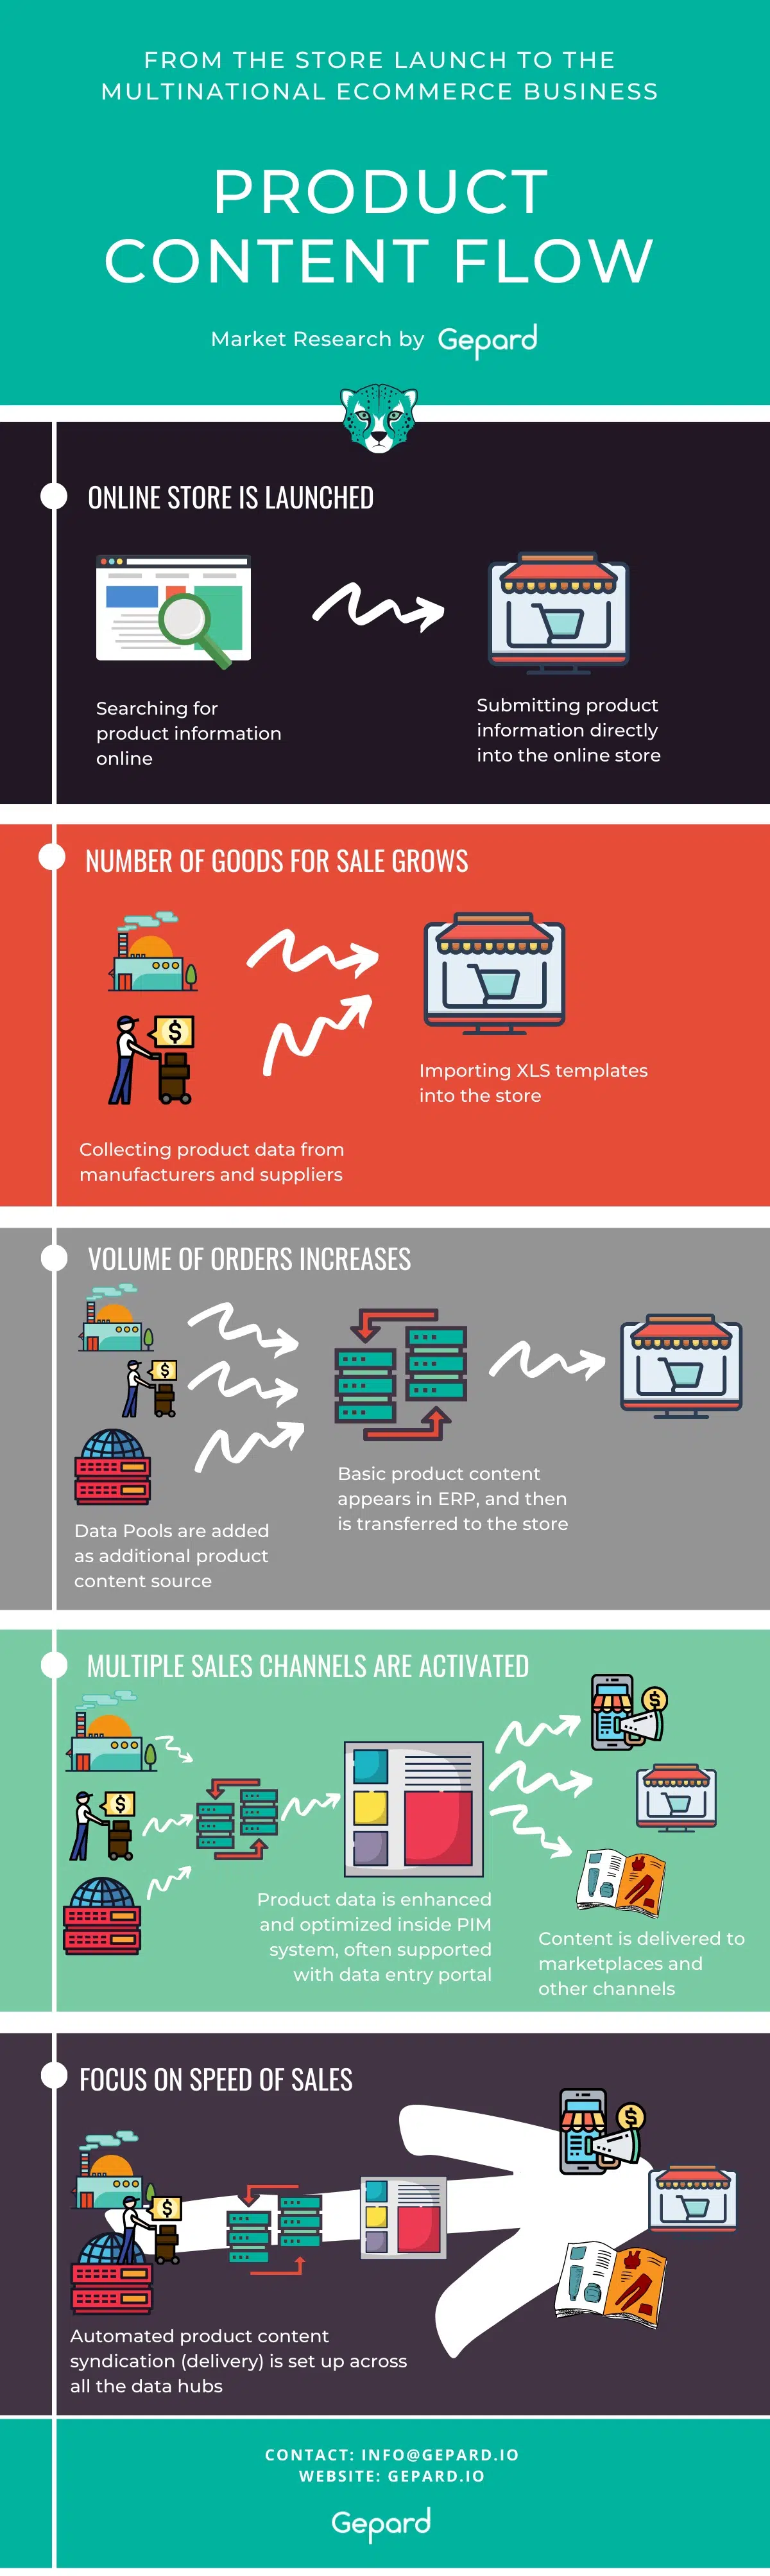 FROM THE STORE LAUNCH TO THE
MULTINATIONAL ECOMMERCE BUSINESS
PRODUCT
CONTENT FLOW
Market Research by Gepard
ONLINE STORE IS LAUNCHED
Searching for
product information
online
Submitting product
information directly
into the online store
NUMBER OF GOODS FOR SALE GROWS
$
Importing XLS templates
into the store
Collecting product data from
manufacturers and suppliers
VOLUME OF ORDERS INCREASES
$
Basic product content
appears in ERP, and then
is transferred to the store
Data Pools are added
as additional product
content source
MULTIPLE SALES CHANNELS ARE ACTIVATED
$
$
Product data is enhanced
and optimized inside PIM
system, often supported
with data entry portal
Content is delivered to
marketplaces and
other channels
FOCUS ON SPEED OF SALES
$
$
Automated product content
syndication (delivery) is set up across
all the data hubs
CONTACT: INFO@GEPARD.IO
WEBSITE: GEPARD.IO
Gepard